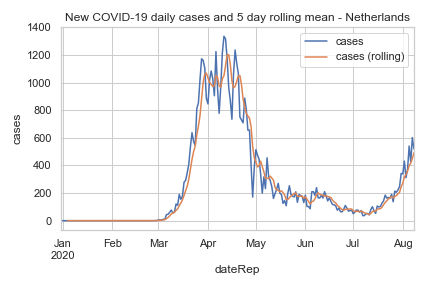 New COVID-19 daily cases and 5 day rolling mean - Netherlands
1400
1200
1000
800
600
400
200
0
cases
cases
cases (rolling)
Jan Feb Mar Apr May Jun Jul Aug
2020
dateRep